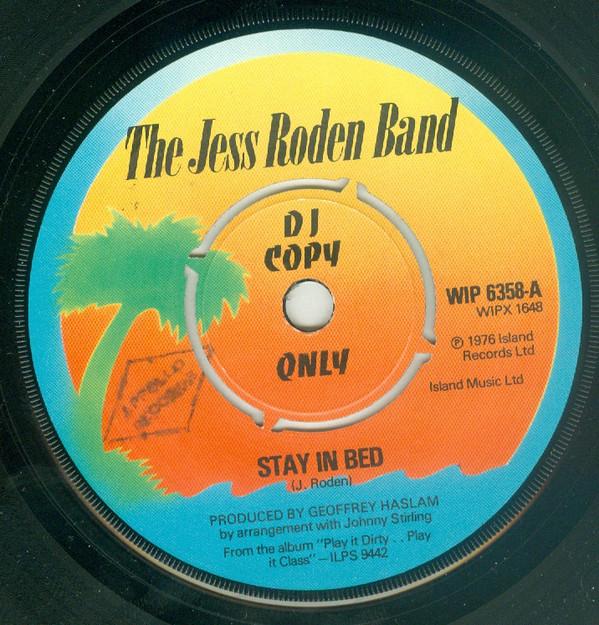 The Jess Roden Band
DJ
COPY
ONLY
WIP 6358-A
WIPX 1648
℗ 1976 Island
Records Ltd
Island Music Ltd
STAY IN BED
(J. Roden)
PRODUCED BY GEOFFREY HASLAM
by arrangement with Johnny Stirling
From the album "Play it Dirty . . Play
it Class"—ILPS 9442